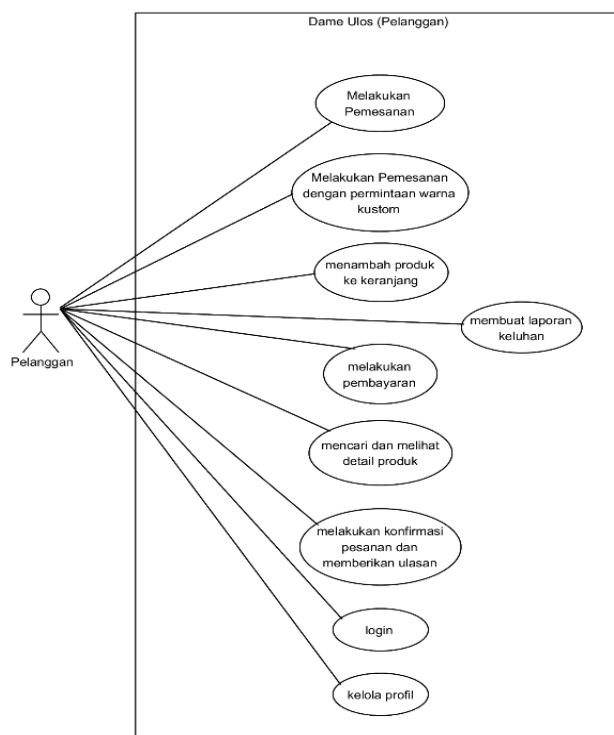 Dame Ulos (Pelanggan)
Melakukan
Pemesanan
Melakukan Pemesanan
dengan permintaan warna
kustom
menambah produk
ke keranjang
membuat laporan
keluhan
Pelanggan
melakukan
pembayaran
mencari dan melihat
detail produk
melakukan konfirmasi
pesanan dan
memberikan ulasan
login
kelola profil